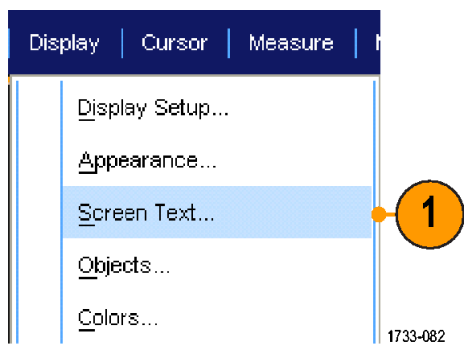 Display | Cursor | Measure |
Display Setup...
Appearance...
Screen Text...
1
Objects...
Colors...
1733-082